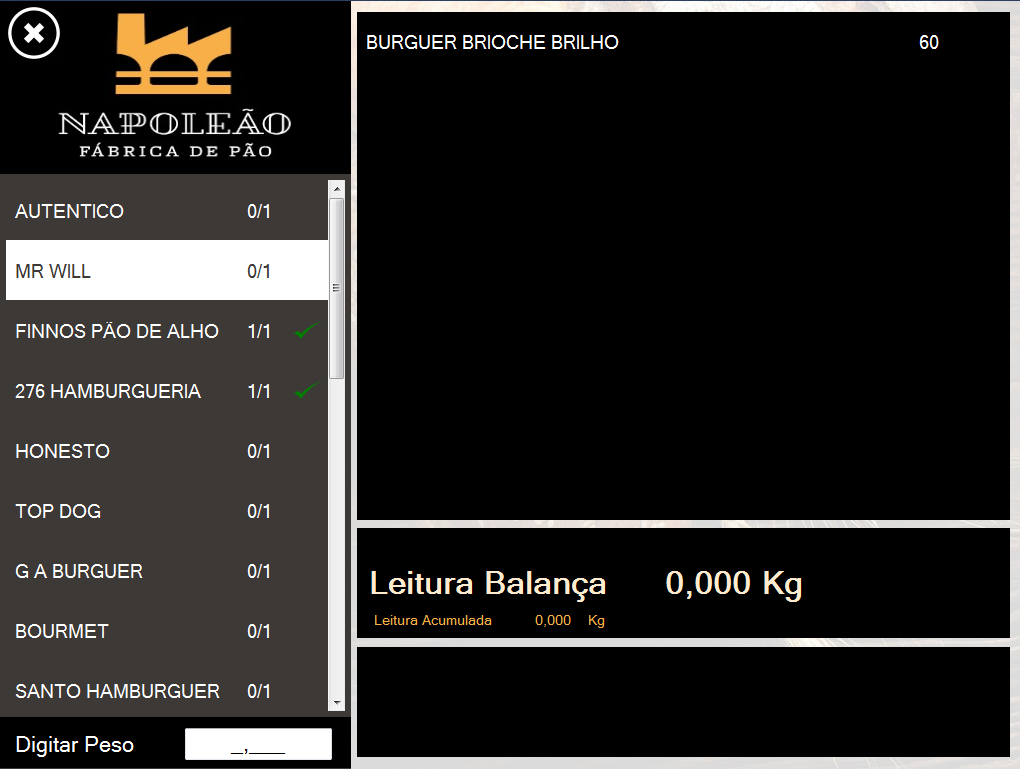 NAPOLEÃO
FÁBRICA DE PÃO
AUTENTICO 0/1
MR WILL 0/1
FINNOS PÃO DE ALHO 1/1
276 HAMBURGUERIA 1/1
HONESTO 0/1
TOP DOG 0/1
G A BURGUER 0/1
BOURMET 0/1
SANTO HAMBURGUER 0/1
Digitar Peso _,___
BURGUER BRIOCHE BRILHO 60
Leitura Balança 0,000 Kg
Leitura Acumulada 0,000 Kg